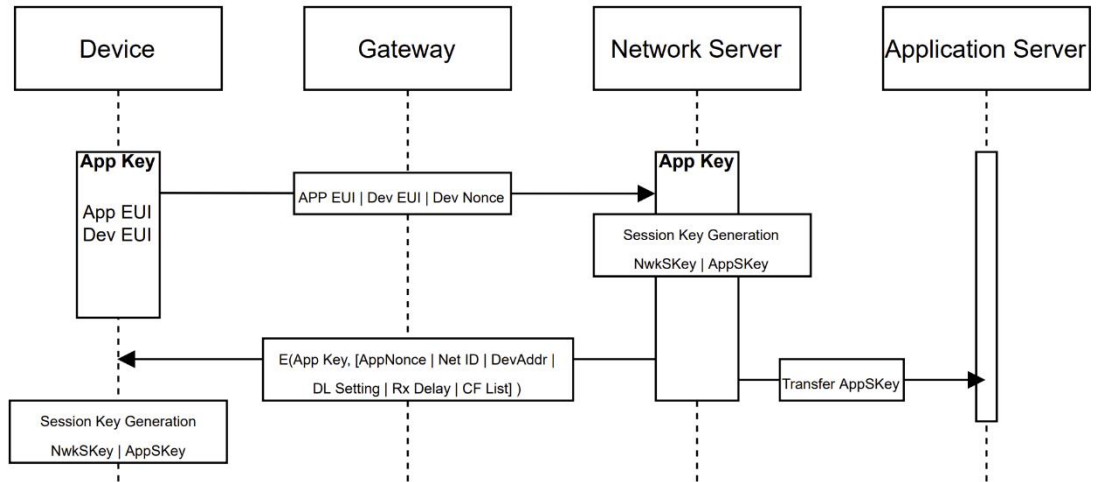 Device
Gateway
Network Server
Application Server
App Key
App EUI
Dev EUI
APP EUI | Dev EUI | Dev Nonce
App Key
Session Key Generation
NwkSKey | AppSKey
E(App Key, [AppNonce | Net ID | DevAddr |
DL Setting | Rx Delay | CF List] )
Transfer AppSKey
Session Key Generation
NwkSKey | AppSKey